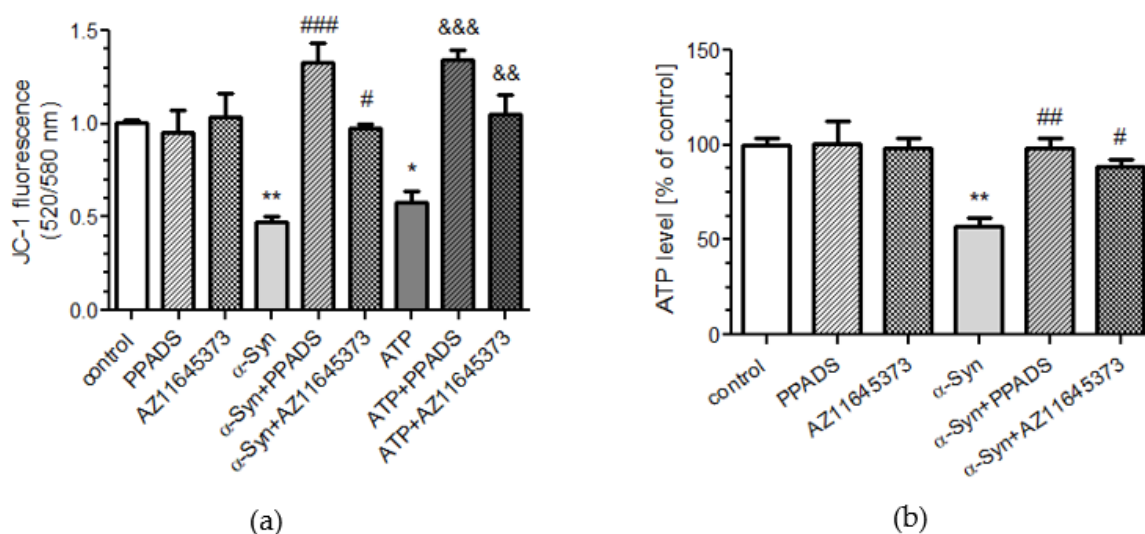 JC-1 fluorescence
(520/580 nm)
1.5
1.0
0.5
0.0
**
###
#
*
&&&
&&
control
PPADS
AZ11645373
α-Syn
α-Syn+PPADS
α-Syn+AZ11645373
ATP
ATP+PPADS
ATP+AZ11645373
(a)
ATP level [% of control]
150
100
50
0
**
##
#
control
PPADS
AZ11645373
α-Syn
α-Syn+PPADS
α-Syn+AZ11645373
(b)